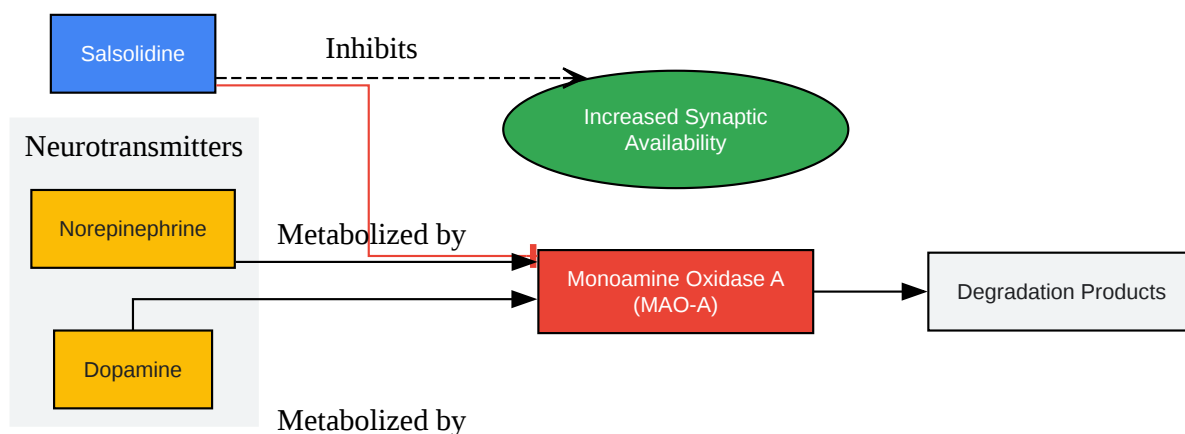 Salsolidine
Inhibits
Increased Synaptic
Availability
Neurotransmitters
Norepinephrine
Metabolized by
Monoamine Oxidase A
(MAO-A)
Degradation Products
Dopamine
Metabolized by